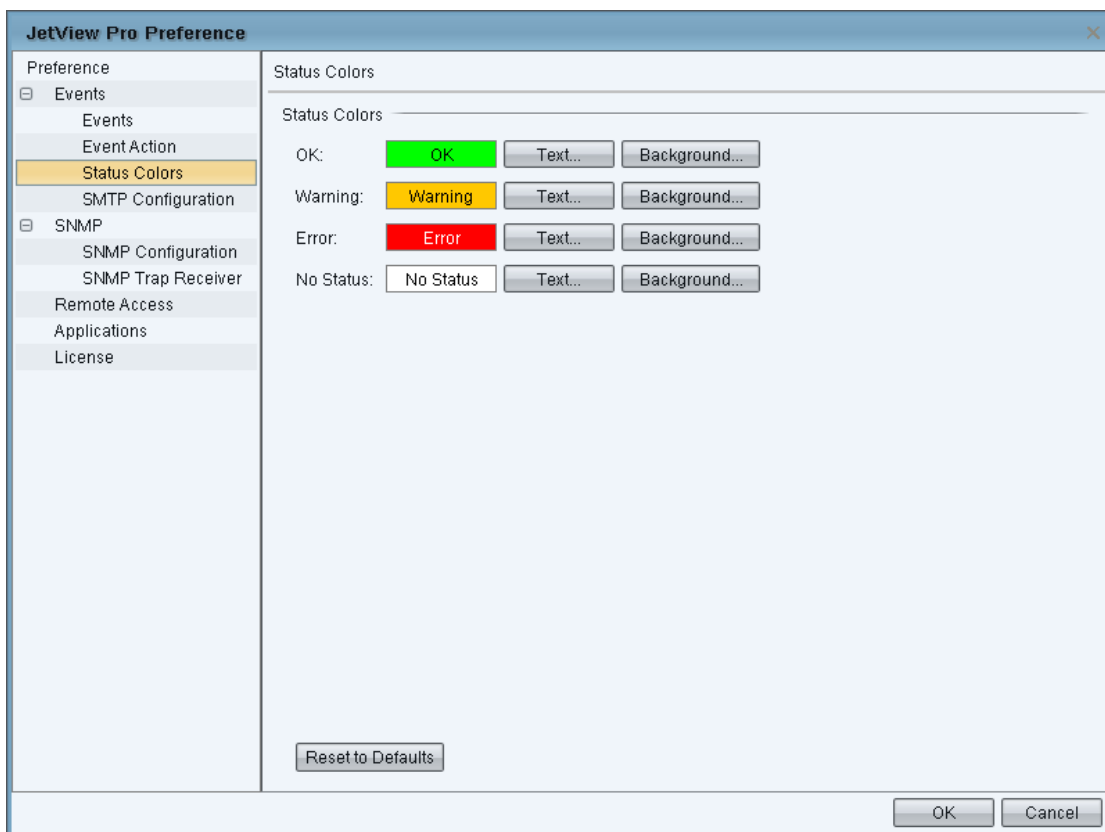 JetView Pro Preference
Preference
Events
Events
Event Action
Status Colors
SMTP Configuration
SNMP
SNMP Configuration
SNMP Trap Receiver
Remote Access
Applications
License
Status Colors
Status Colors
OK: OK Text... Background...
Warning: Warning Text... Background...
Error: Error Text... Background...
No Status: No Status Text... Background...
Reset to Defaults
OK Cancel